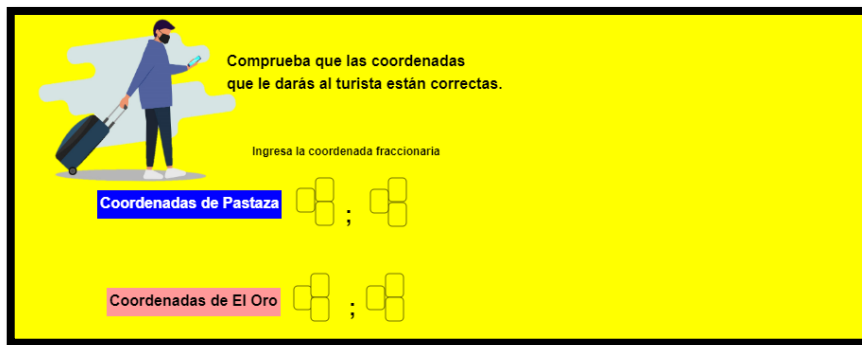 Comprueba que las coordenadas
que le darás al turista están correctas.
Ingresa la coordenada fraccionaria
Coordenadas de Pastaza ;
Coordenadas de El Oro ;